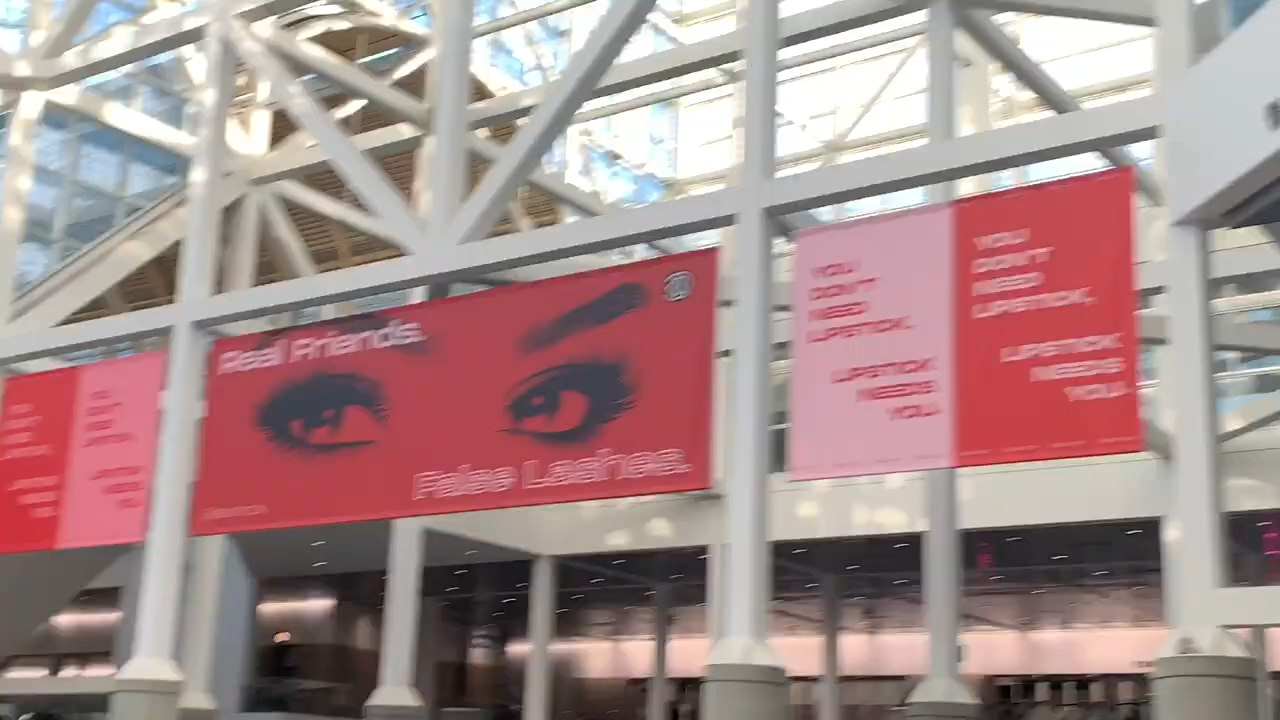 Real Friends.
False Lashes.
YOU
DON'T
NEED
LIPSTICK.
LIPSTICK
NEEDS
YOU.
YOU
DON'T
NEED
LIPSTICK.
LIPSTICK
NEEDS
YOU.